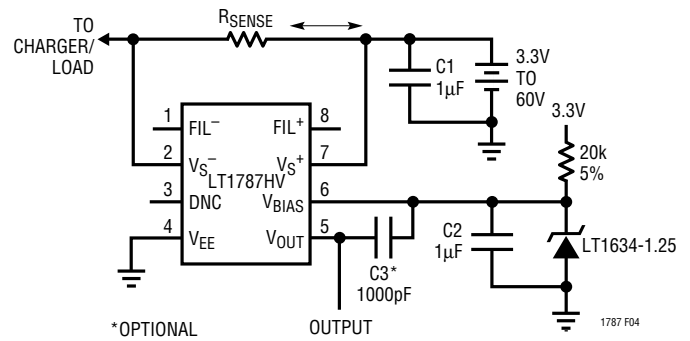 TO
CHARGER/
LOAD
RSENSE
C1
1µF
3.3V
TO
60V
1
FIL–
FIL+
8
2
VS–
VS+
7
LT1787HV
3
DNC
VBIAS
6
4
VEE
VOUT
5
3.3V
20k
5%
C2
1µF
LT1634-1.25
C3*
1000pF
*OPTIONAL
OUTPUT
1787 F04